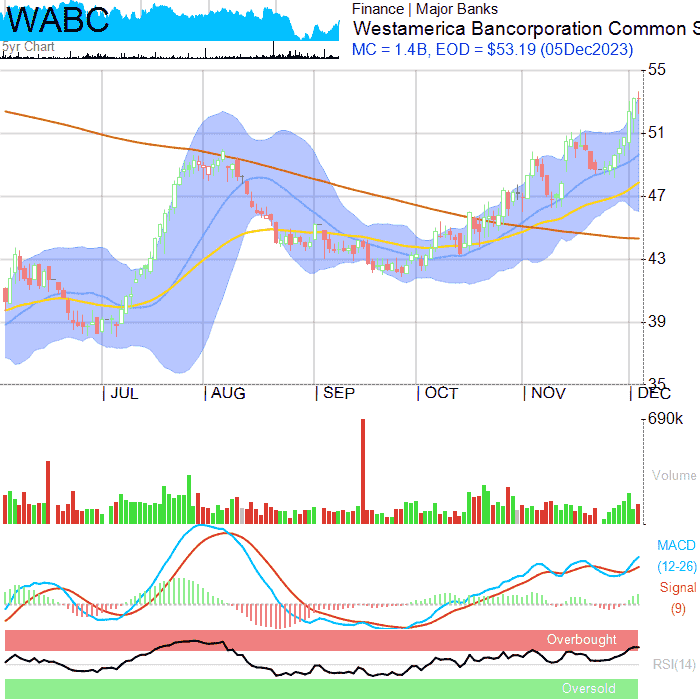 WABC
5yr Chart
Finance | Major Banks
Westamerica Bancorporation Common S
MC = 1.4B, EOD = $53.19 (05Dec2023)
55
51
47
43
39
35
JUL AUG SEP OCT NOV DEC
690k
Volume
MACD
(12-26)
Signal
(9)
Overbought
RSI(14)
Oversold